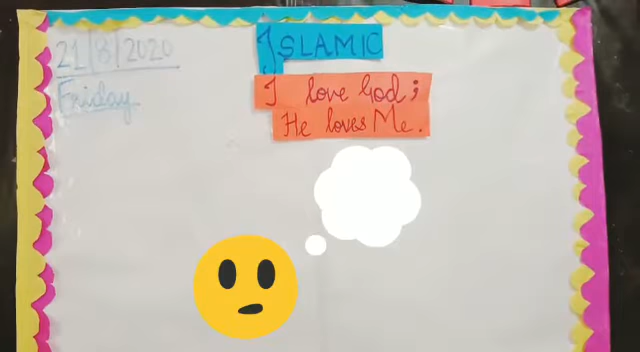 21/8/2020
Friday
ISLAMIC
I love God;
He loves Me.